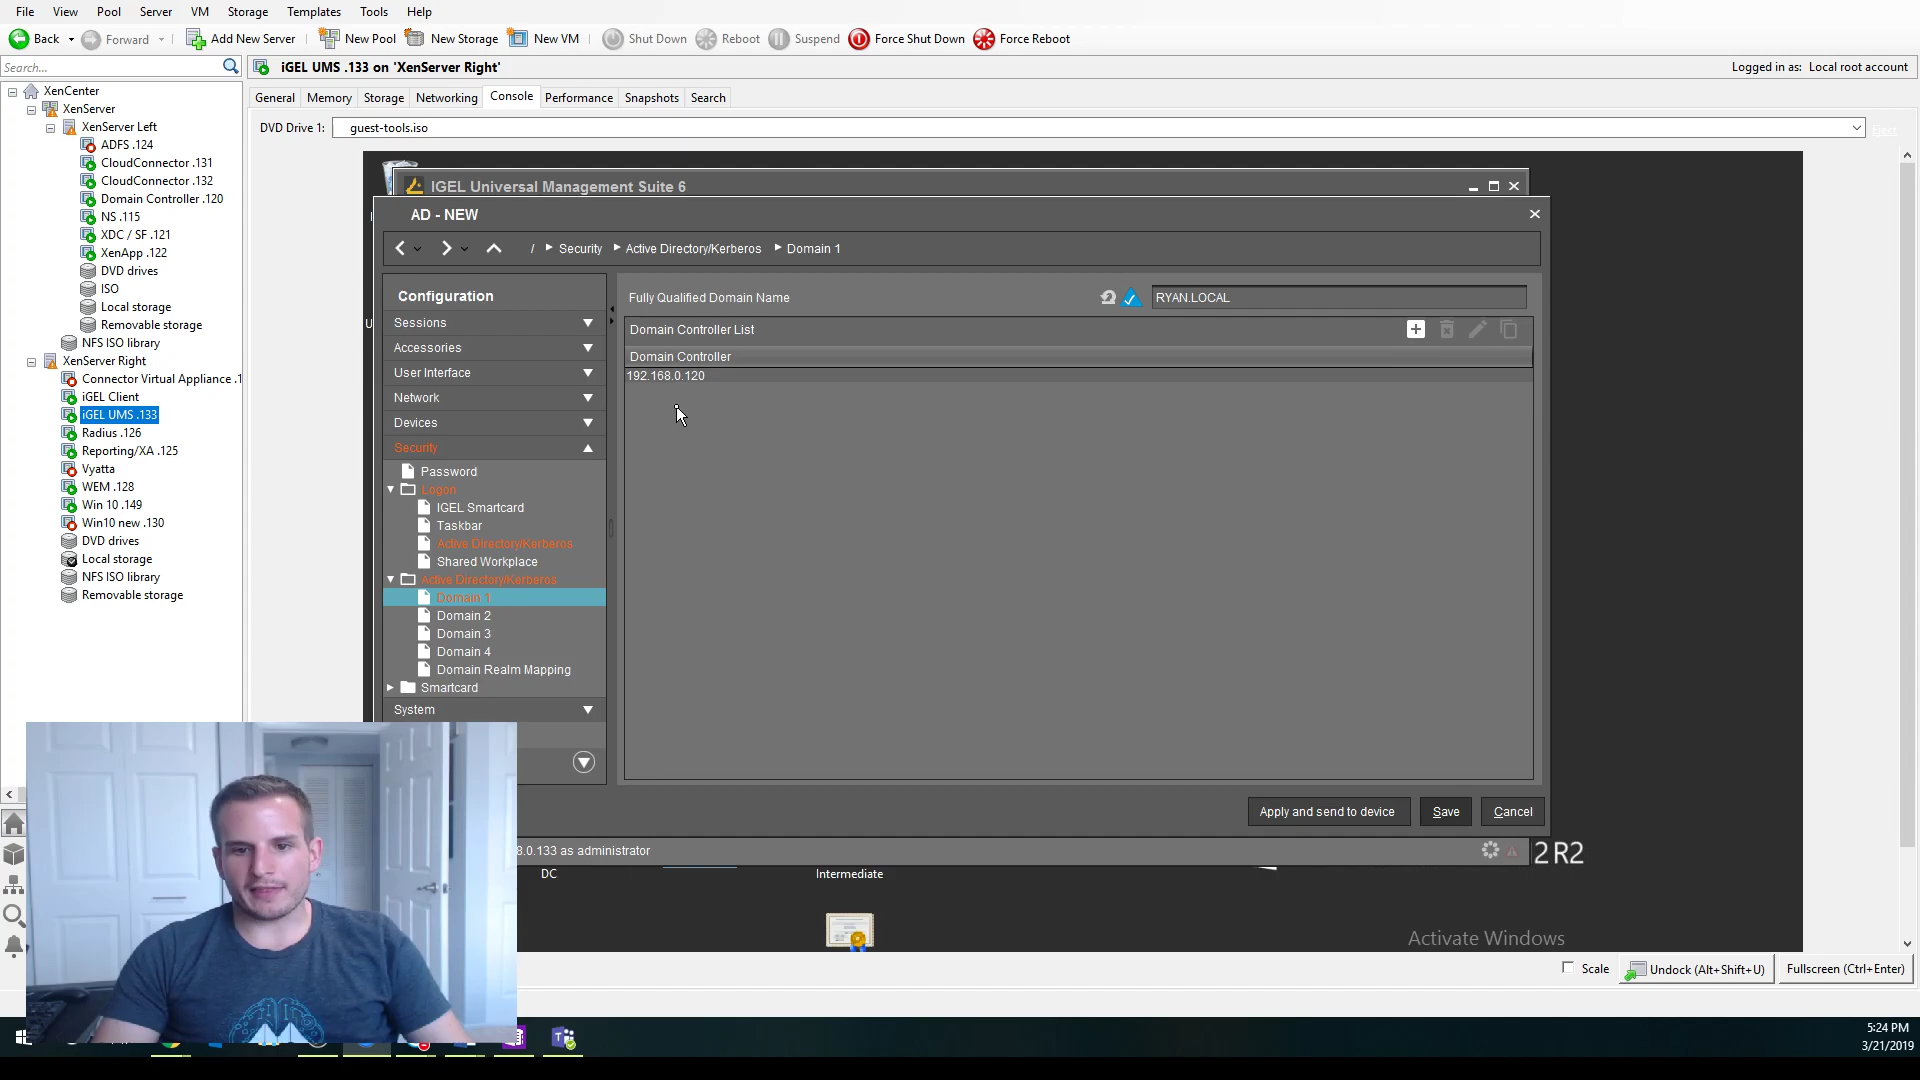 File View Pool Server VM Storage Templates Tools Help
Back Forward Add New Server New Pool New Storage New VM Shut Down Reboot Suspend Force Shut Down Force Reboot
Search...
iGEL UMS .133 on 'XenServer Right'
Logged in as: Local root account
General Memory Storage Networking Console Performance Snapshots Search
DVD Drive 1: guest-tools.iso Eject
XenCenter
XenServer
XenServer Left
ADFS .124
CloudConnector .131
CloudConnector .132
Domain Controller .120
NS .115
XDC / SF .121
XenApp .122
DVD drives
ISO
Local storage
Removable storage
NFS ISO library
XenServer Right
Connector Virtual Appliance .1
iGEL Client
iGEL UMS .133
Radius .126
Reporting/XA .125
Vyatta
WEM .128
Win 10 .149
Win10 new .130
DVD drives
Local storage
NFS ISO library
Removable storage
IGEL Universal Management Suite 6
AD - NEW
/ Security Active Directory/Kerberos Domain 1
Configuration
Sessions
Accessories
User Interface
Network
Devices
Security
Password
Logon
IGEL Smartcard
Taskbar
Active Directory/Kerberos
Shared Workplace
Active Directory/Kerberos
Domain 1
Domain 2
Domain 3
Domain 4
Domain Realm Mapping
Smartcard
System
Fully Qualified Domain Name RYAN.LOCAL
Domain Controller List
Domain Controller
192.168.0.120
Apply and send to device Save Cancel
8.0.133 as administrator
2 R2
DC
Intermediate
Activate Windows
Scale Undock (Alt+Shift+U) Fullscreen (Ctrl+Enter)
5:24 PM
3/21/2019